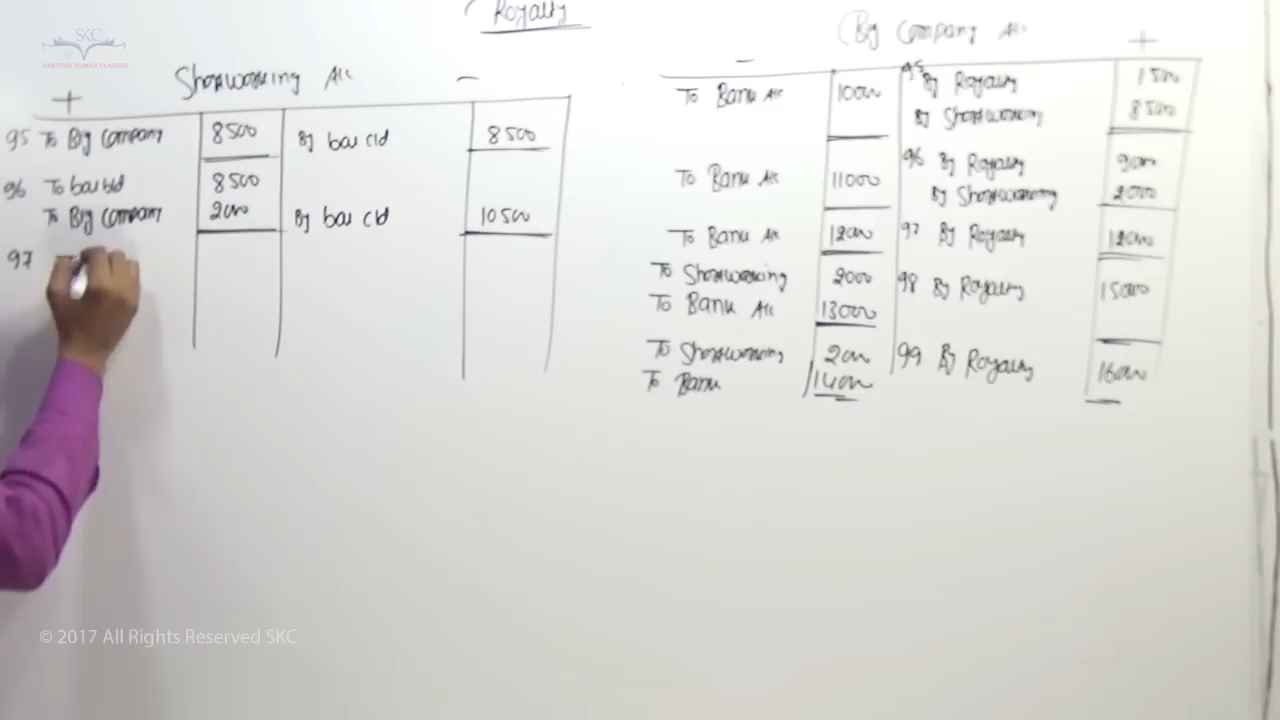 SKC
SANTOSH KUMAR CLASSES
Royalty
Shortworking A/c
+ -
95 To Big Company 8500 By bal c/d 8500
96 To bal b/d 8500
To Big Company 2000 By bal c/d 10500
97
Big Company A/c
- +
To Bank A/c 10000 95 By Royalty 1500
By Shortworking 8500
To Bank A/c 11000 96 By Royalty 9000
By Shortworking 2000
To Bank A/c 12000 97 By Royalty 12000
To Shortworking 2000 98 By Royalty 15000
To Bank A/c 13000
To Shortworking 2000 99 By Royalty 16000
To Bank 14000
© 2017 All Rights Reserved SKC